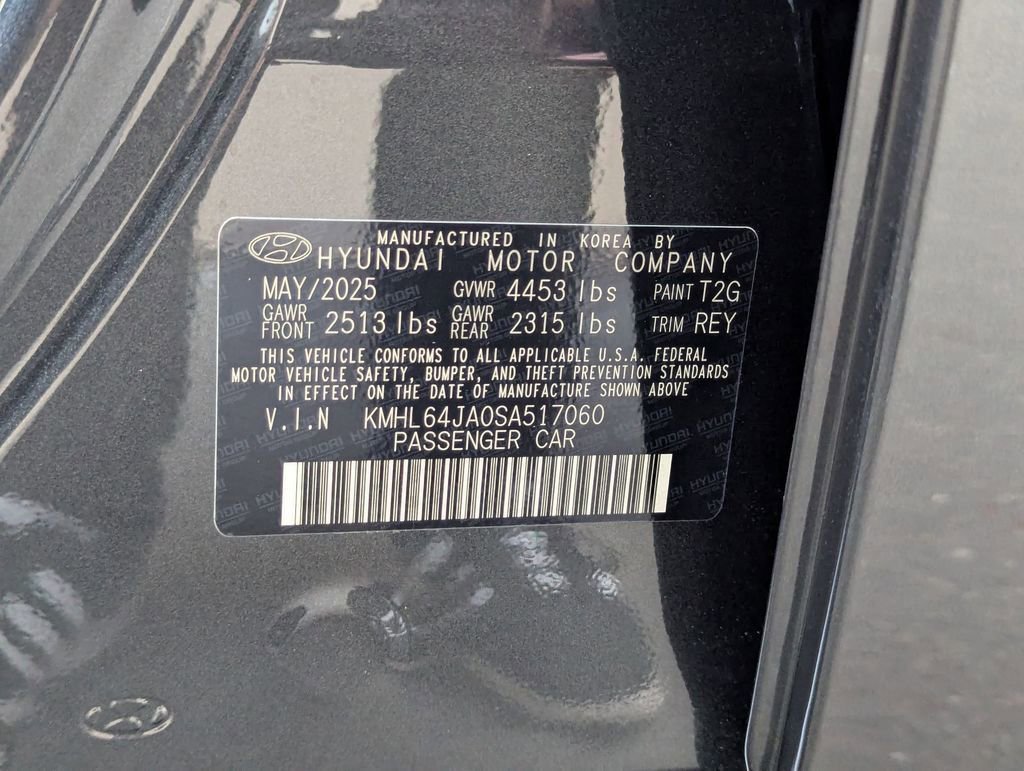 MANUFACTURED IN KOREA BY
HYUNDAI MOTOR COMPANY
MAY/2025 GVWR 4453 lbs PAINT T2G
GAWR FRONT 2513 lbs GAWR REAR 2315 lbs TRIM REY
THIS VEHICLE CONFORMS TO ALL APPLICABLE U.S.A. FEDERAL
MOTOR VEHICLE SAFETY, BUMPER, AND THEFT PREVENTION STANDARDS
IN EFFECT ON THE DATE OF MANUFACTURE SHOWN ABOVE
V.I.N KMHL64JA0SA517060
PASSENGER CAR